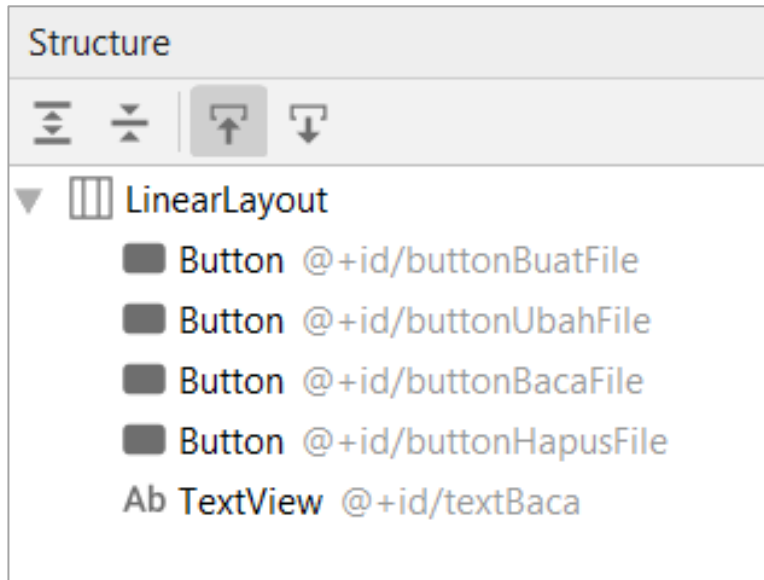 Structure
LinearLayout
Button @+id/buttonBuatFile
Button @+id/buttonUbahFile
Button @+id/buttonBacaFile
Button @+id/buttonHapusFile
Ab TextView @+id/textBaca